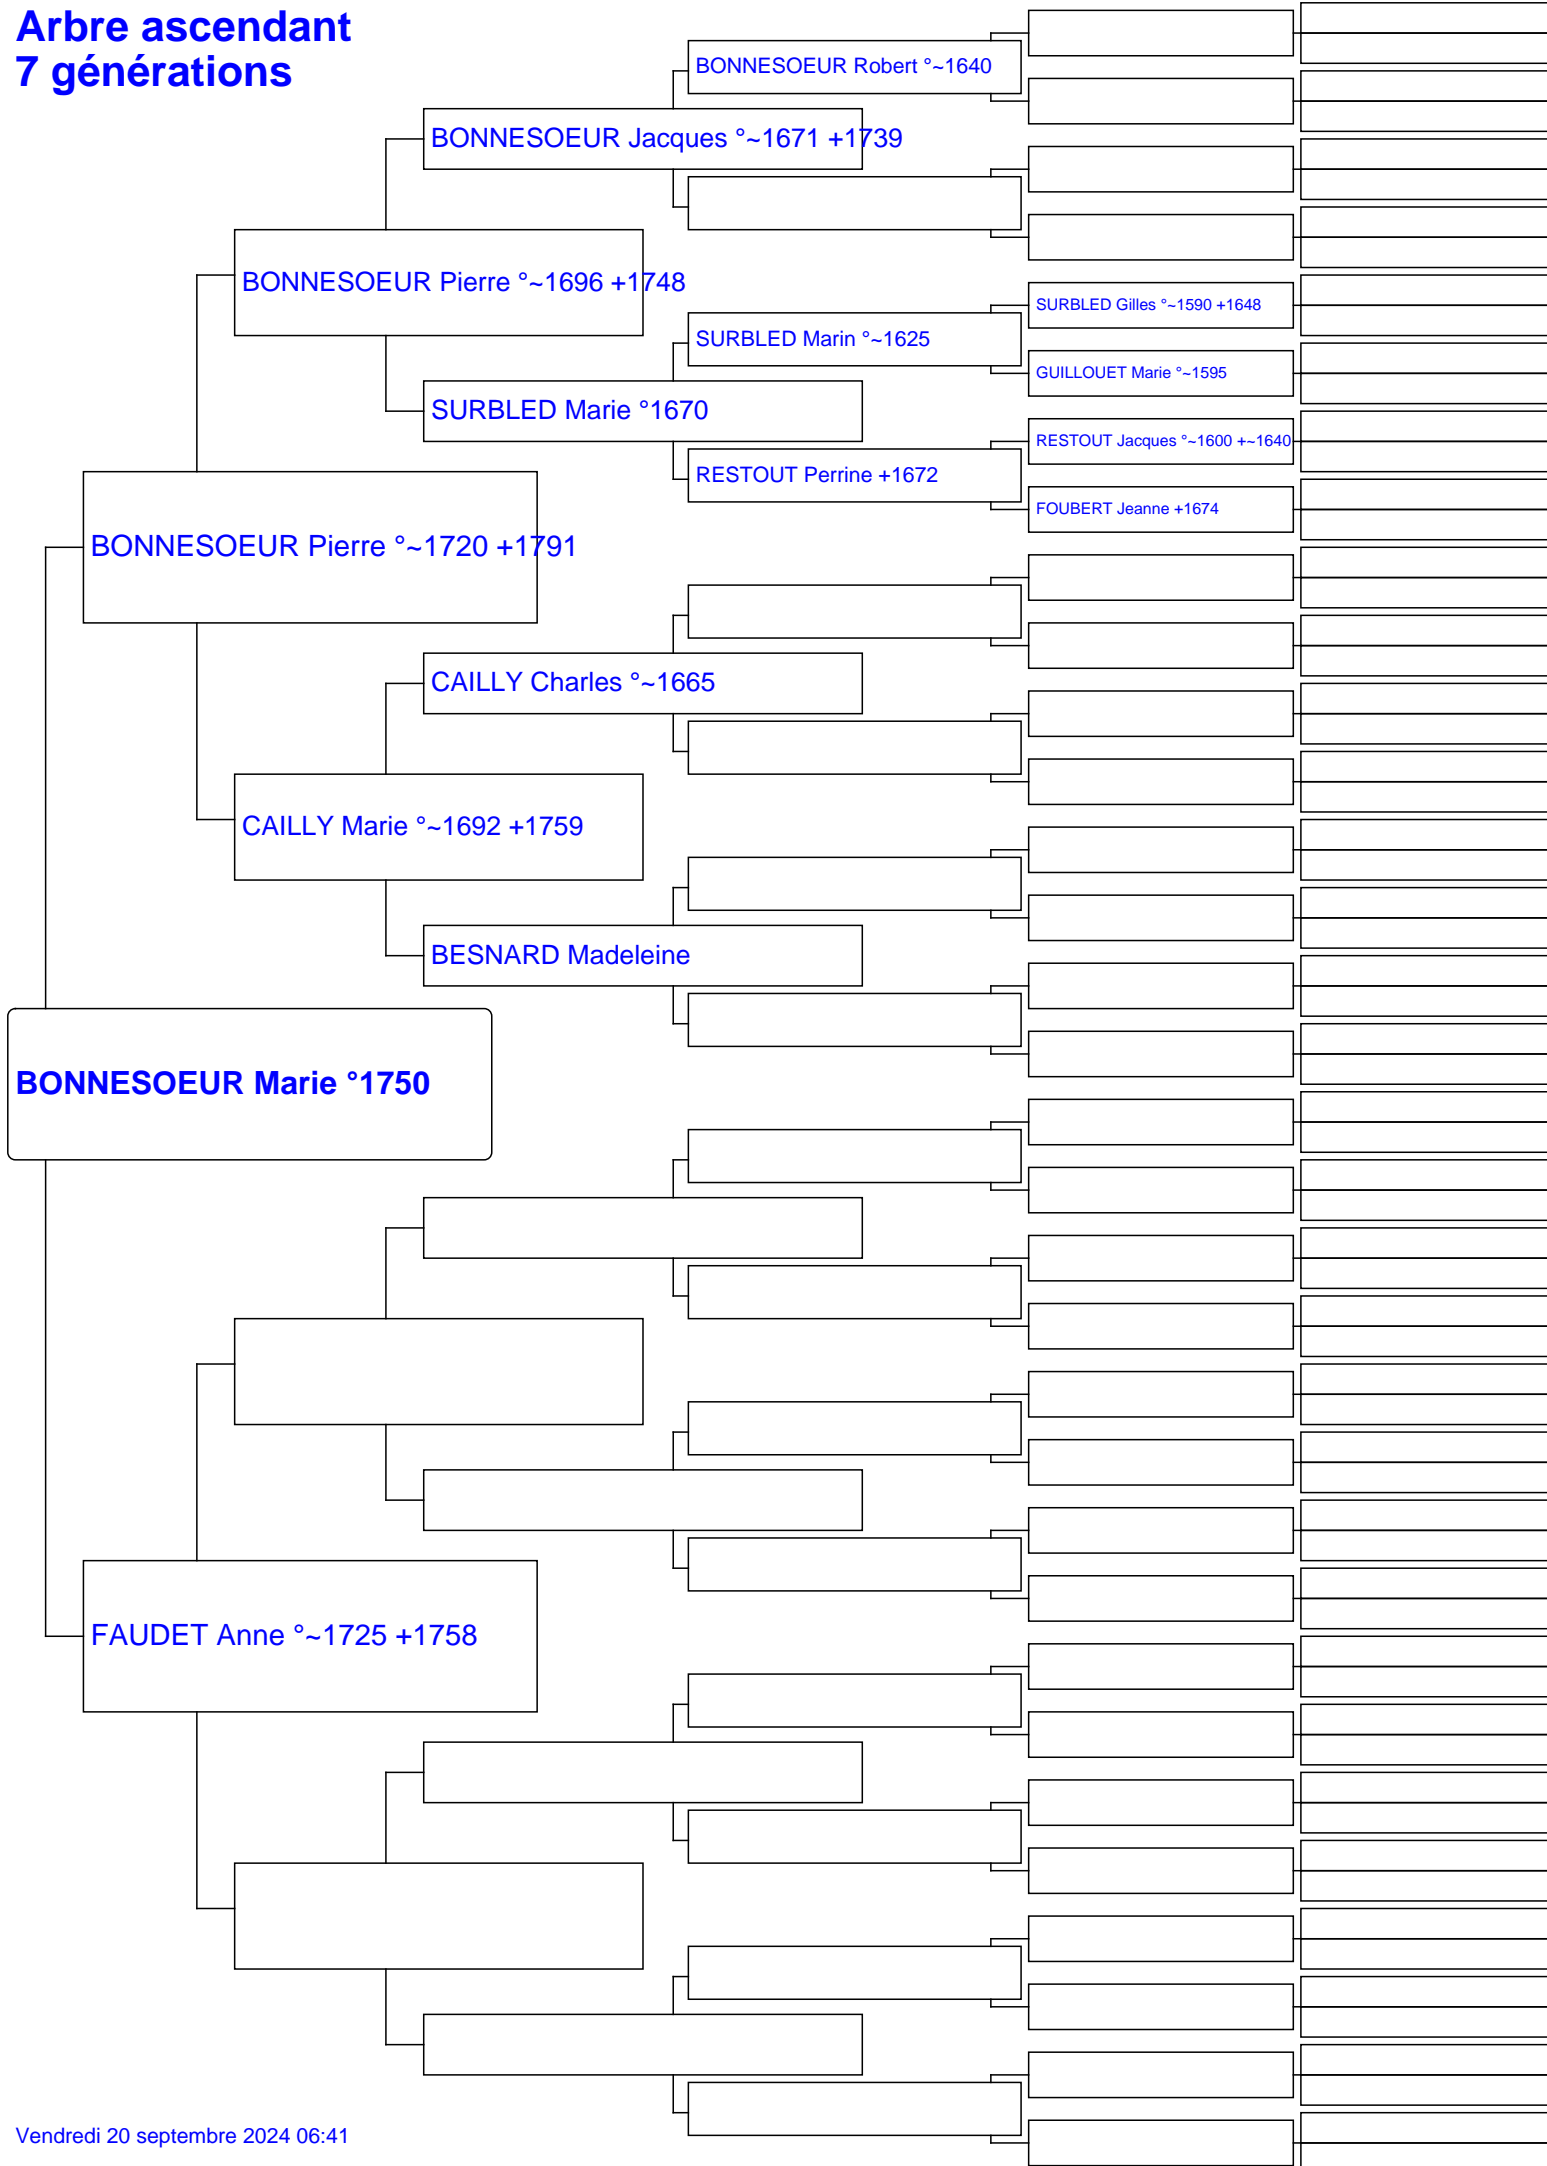 Arbre ascendant
7 générations
BONNESOEUR Robert °~1640
BONNESOEUR Jacques °~1671 +1739
BONNESOEUR Pierre °~1696 +1748
SURBLED Gilles °~1590 +1648
SURBLED Marin °~1625
GUILLOUET Marie °~1595
SURBLED Marie °1670
RESTOUT Jacques °~1600 +~1640
RESTOUT Perrine +1672
FOUBERT Jeanne +1674
BONNESOEUR Pierre °~1720 +1791
CAILLY Charles °~1665
CAILLY Marie °~1692 +1759
BESNARD Madeleine
BONNESOEUR Marie °1750
FAUDET Anne °~1725 +1758
Vendredi 20 septembre 2024 06:41